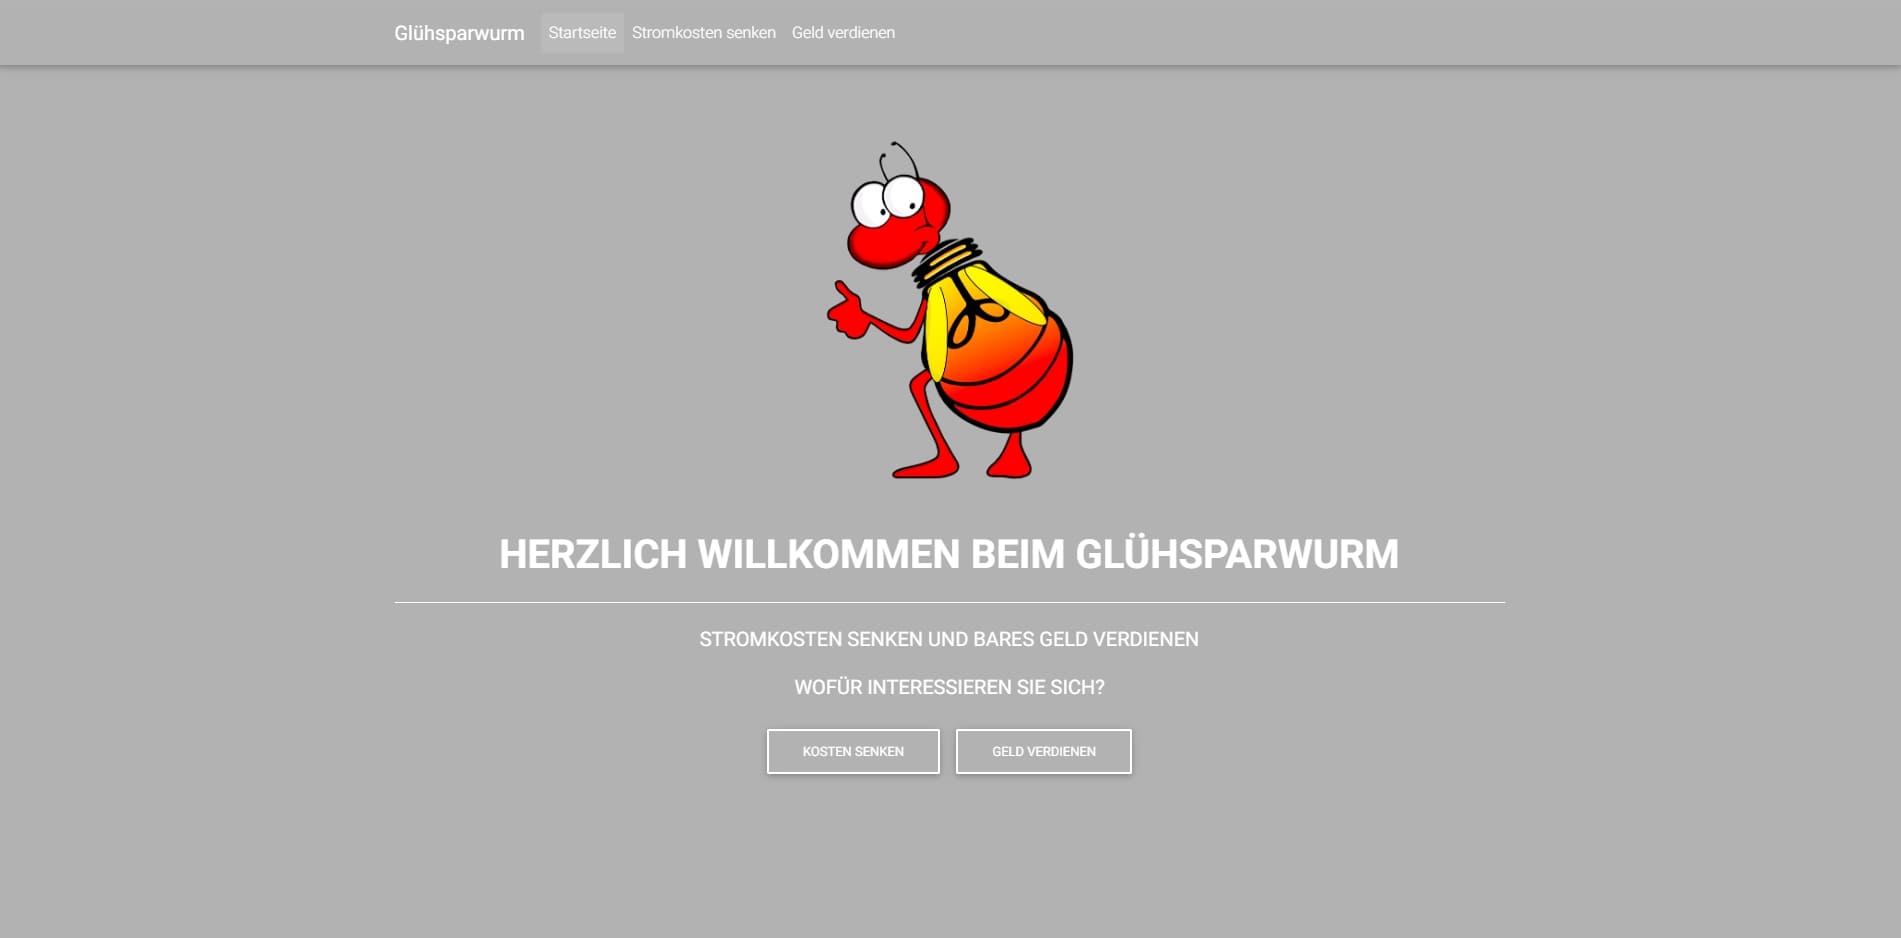 Glühsparwurm Startseite Stromkosten senken Geld verdienen
HERZLICH WILLKOMMEN BEIM GLÜHSPARWURM
STROMKOSTEN SENKEN UND BARES GELD VERDIENEN
WOFÜR INTERESSIEREN SIE SICH?
KOSTEN SENKEN GELD VERDIENEN